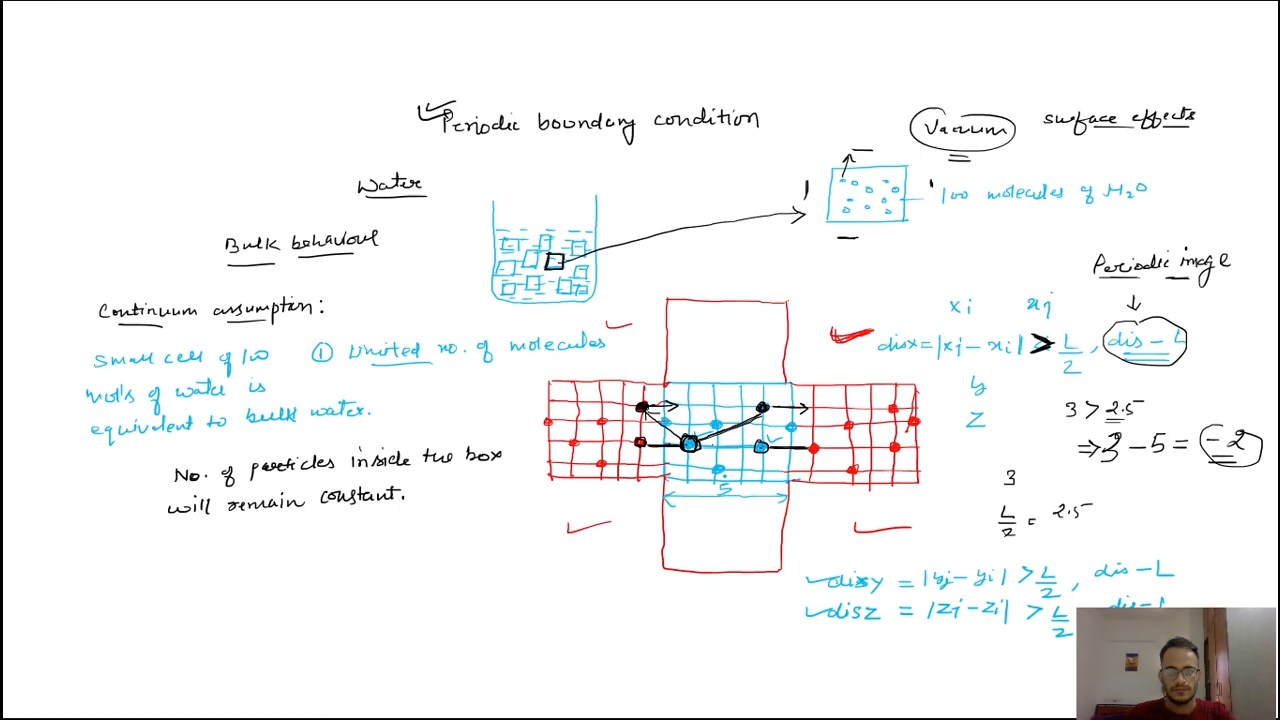 Periodic boundary condition
Vacuum
surface effects
Water
100 molecules of H2O
Bulk behaviour
Periodic image
Continuum assumption:
xi xj
small cell of 100
mol's of water is
equivalent to bulk water.
① Limited no. of molecules
disx = |xj - xi| > L/2, dis - L
y
z
3 > 2.5
⇒ 3 - 5 = -2
No. of particles inside the box
will remain constant.
3
L/2 = 2.5
5
disy = |yj - yi| > L/2, dis - L
disz = |zj - zi| > L/2